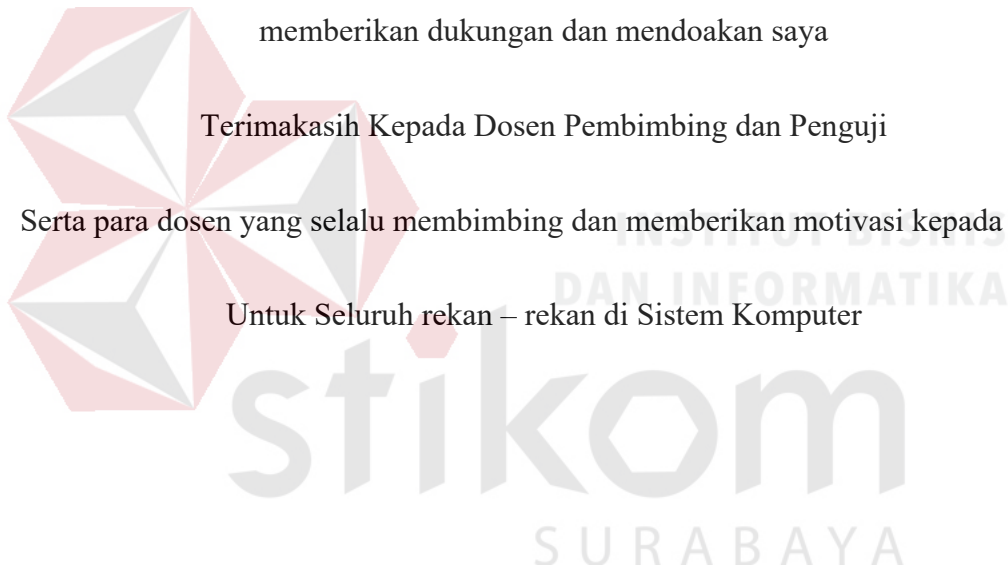 memberikan dukungan dan mendoakan saya
Terimakasih Kepada Dosen Pembimbing dan Penguji
Serta para dosen yang selalu membimbing dan memberikan motivasi kepada
INSTITUT BISNIS
DAN INFORMATIKA
Untuk Seluruh rekan – rekan di Sistem Komputer
stikom
SURABAYA